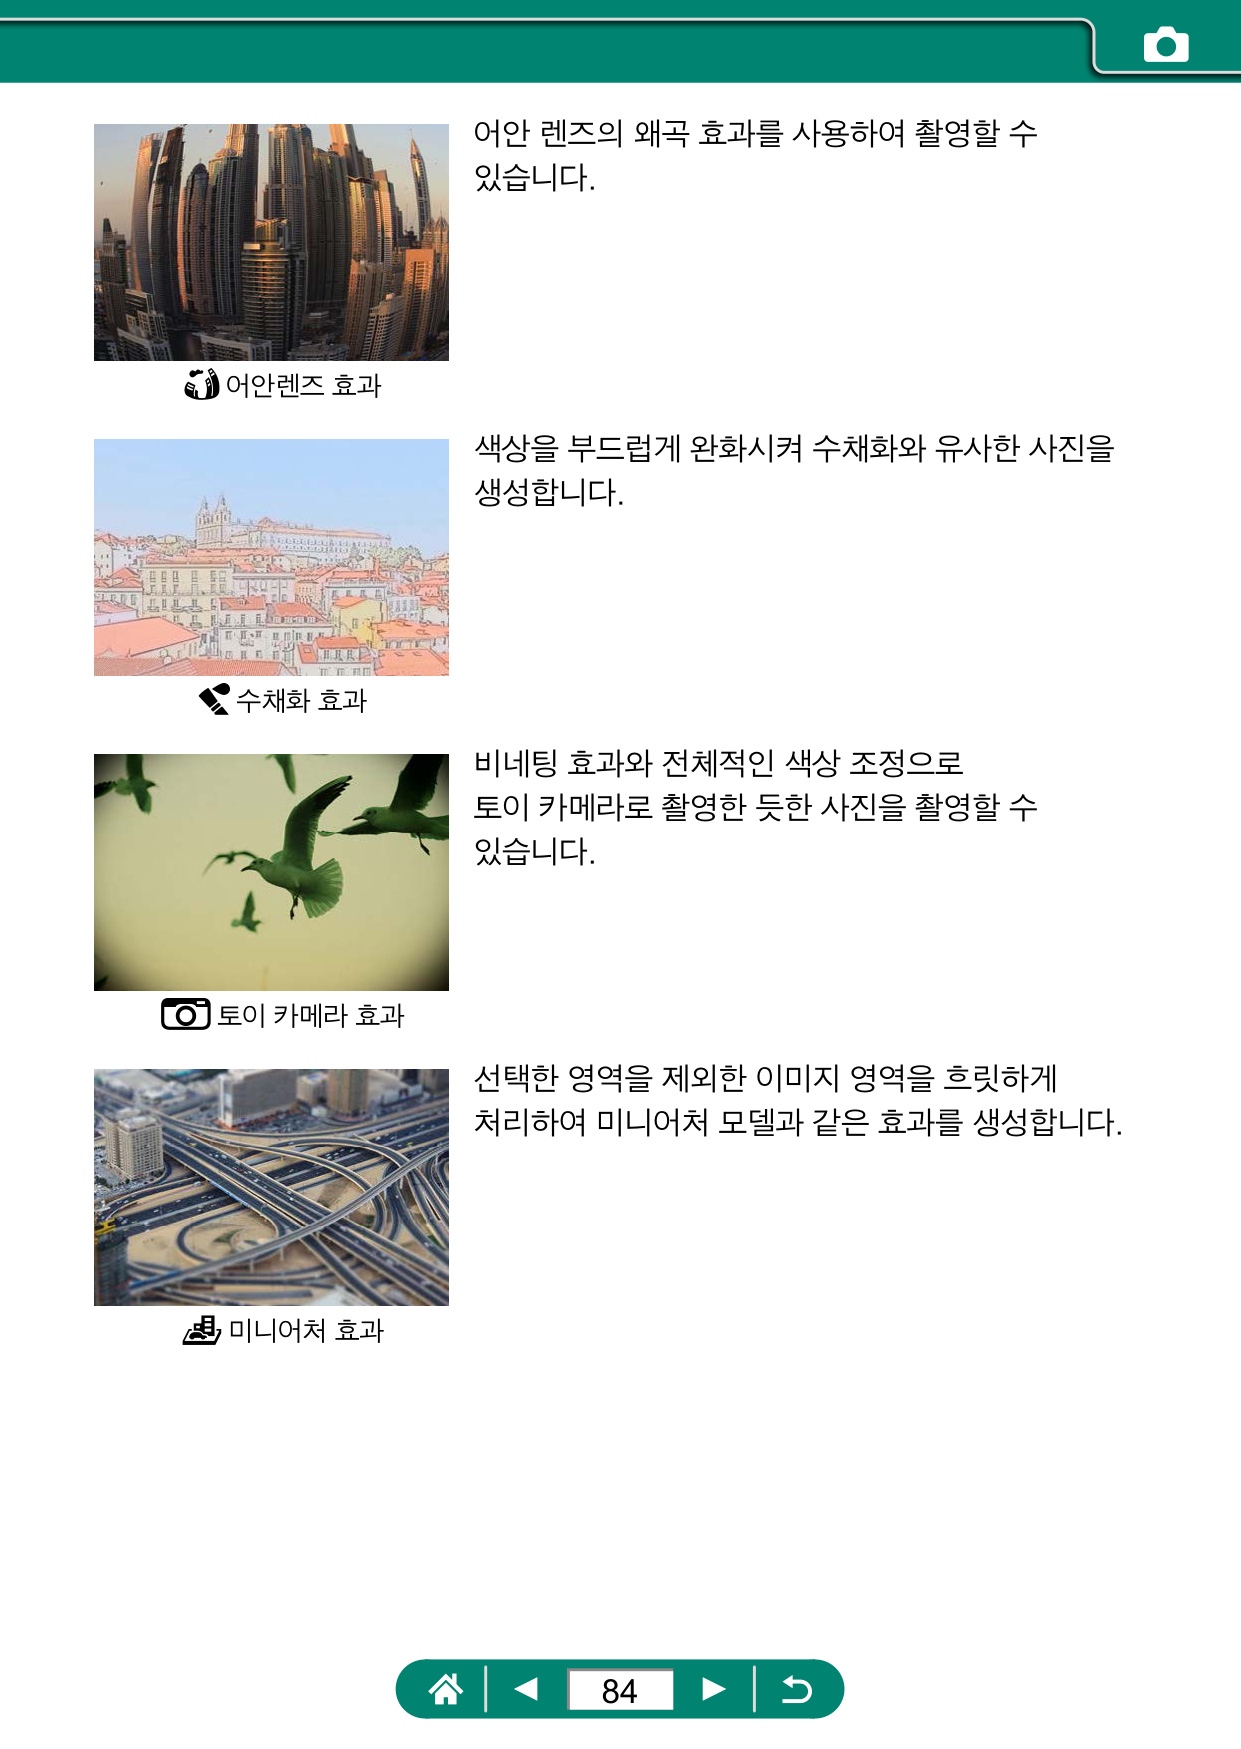 어안 렌즈의 왜곡 효과를 사용하여 촬영할 수
있습니다.
어안렌즈 효과
색상을 부드럽게 완화시켜 수채화와 유사한 사진을
생성합니다.
수채화 효과
비네팅 효과와 전체적인 색상 조정으로
토이 카메라로 촬영한 듯한 사진을 촬영할 수
있습니다.
토이 카메라 효과
선택한 영역을 제외한 이미지 영역을 흐릿하게
처리하여 미니어처 모델과 같은 효과를 생성합니다.
미니어처 효과
84